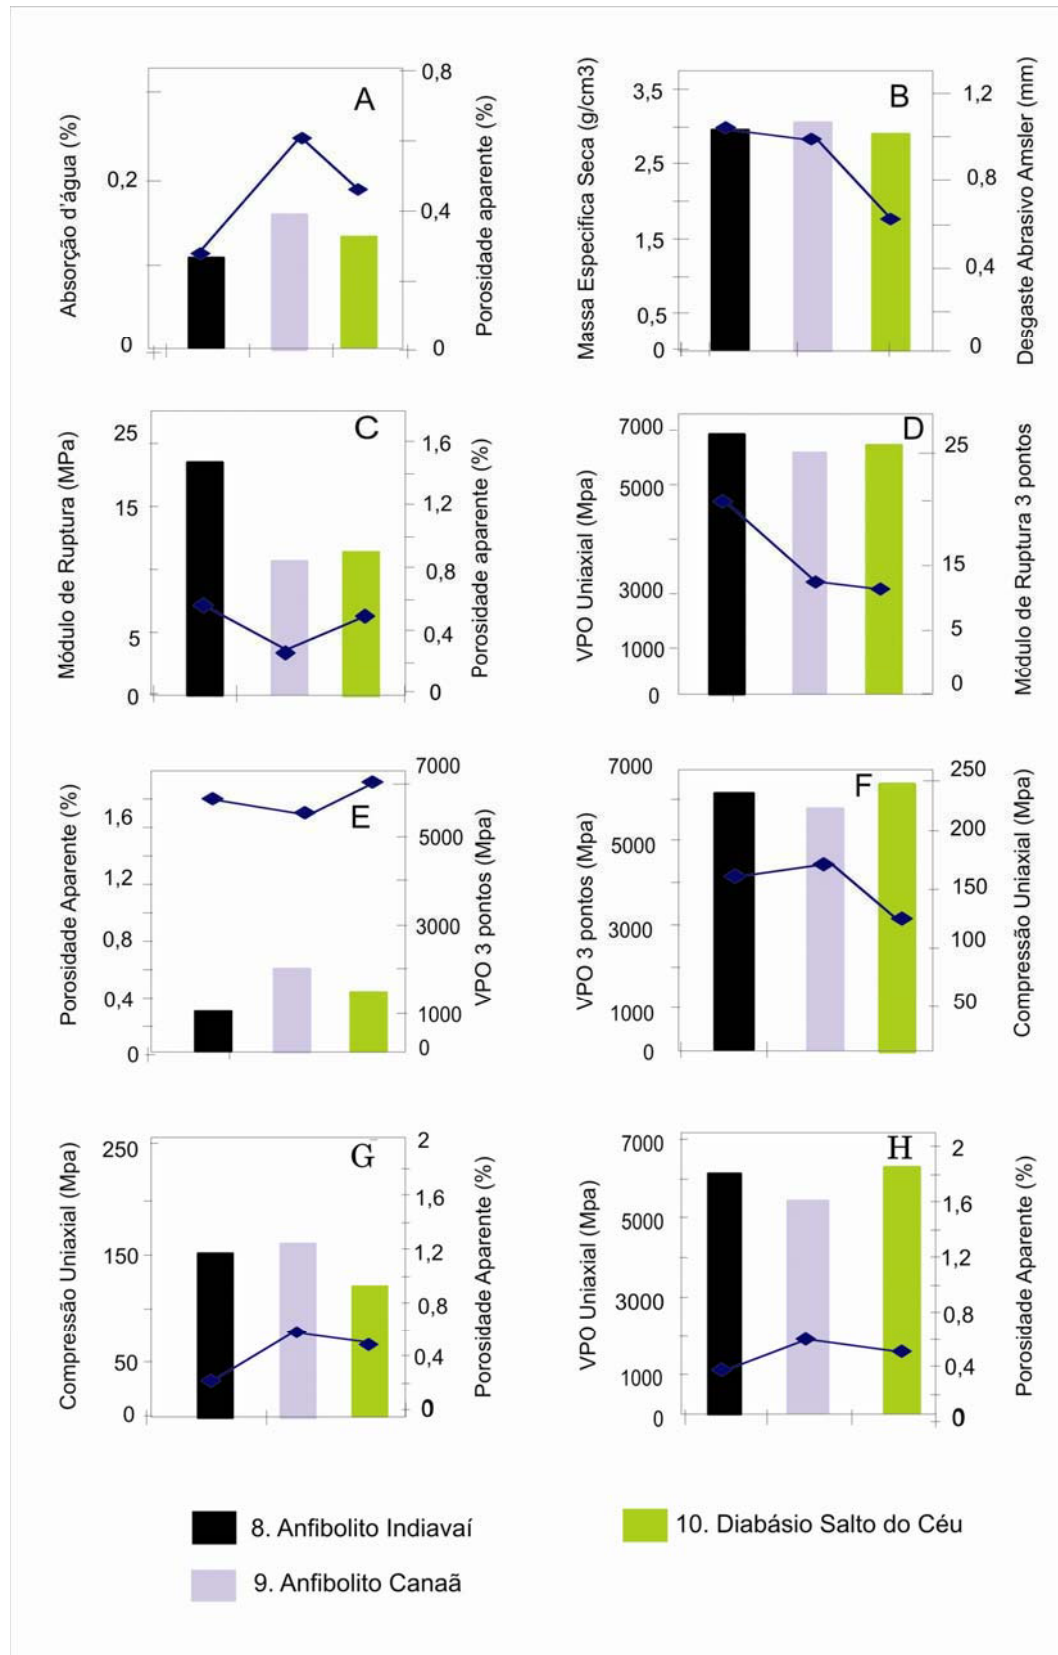 A
Absorção d'água (%)
0,2
0
0,8
0,4
0
Porosidade aparente (%)
B
Massa Especifica Seca (g/cm3)
3,5
2,5
1,5
0,5
0
1,2
0,8
0,4
0
Desgaste Abrasivo Amsler (mm)
C
Módulo de Ruptura (MPa)
25
15
5
0
1,6
1,2
0,8
0,4
0
Porosidade aparente (%)
D
VPO Uniaxial (Mpa)
7000
5000
3000
1000
0
25
15
5
0
Módulo de Ruptura 3 pontos
E
Porosidade Aparente (%)
1,6
1,2
0,8
0,4
0
7000
5000
3000
1000
0
VPO 3 pontos (Mpa)
F
VPO 3 pontos (Mpa)
7000
5000
3000
1000
0
250
200
150
100
50
Compressão Uniaxial (Mpa)
G
Compressão Uniaxial (Mpa)
250
150
50
0
2
1,6
1,2
0,8
0,4
0
Porosidade Aparente (%)
H
VPO Uniaxial (Mpa)
7000
5000
3000
1000
0
2
1,6
1,2
0,8
0,4
0
Porosidade Aparente (%)
8. Anfibolito Indiavaí
10. Diabásio Salto do Céu
9. Anfibolito Canaã